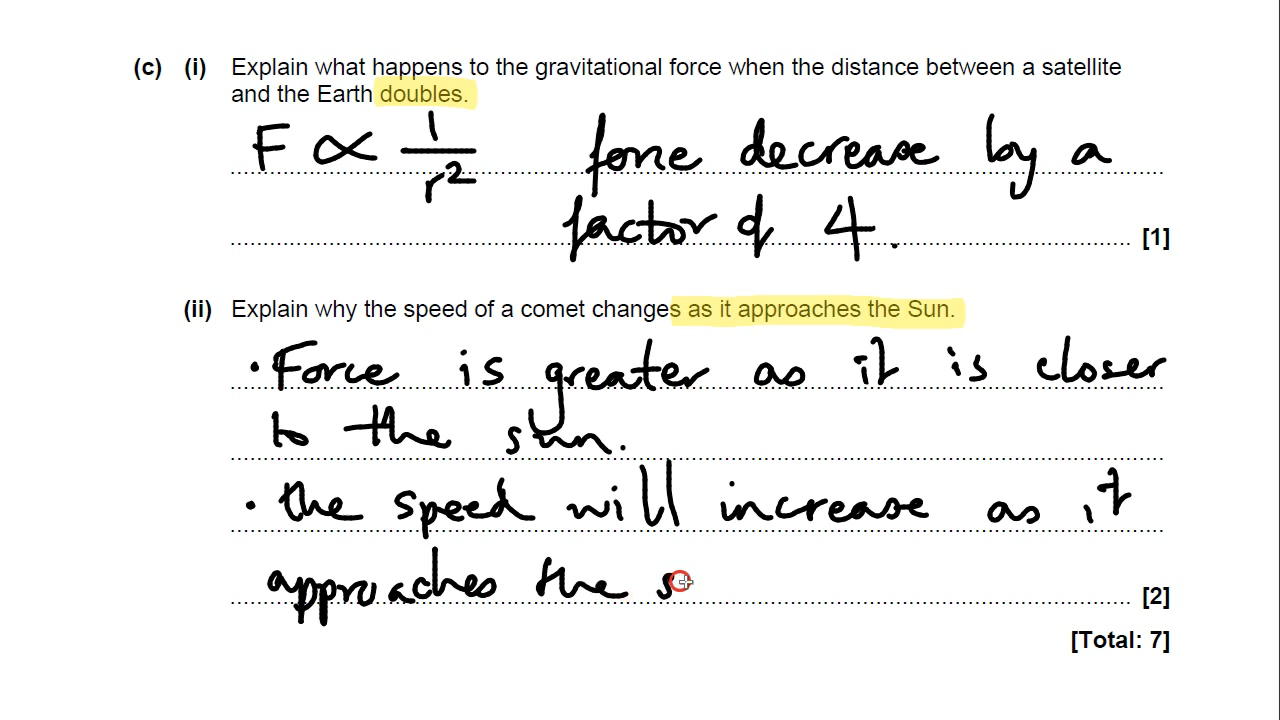 (c) (i) Explain what happens to the gravitational force when the distance between a satellite
and the Earth doubles.
F ∝ 1/r² force decrease by a
factor of 4. [1]
(ii) Explain why the speed of a comet changes as it approaches the Sun.
• Force is greater as it is closer
to the sun.
• the speed will increase as it
approaches the s [2]
[Total: 7]